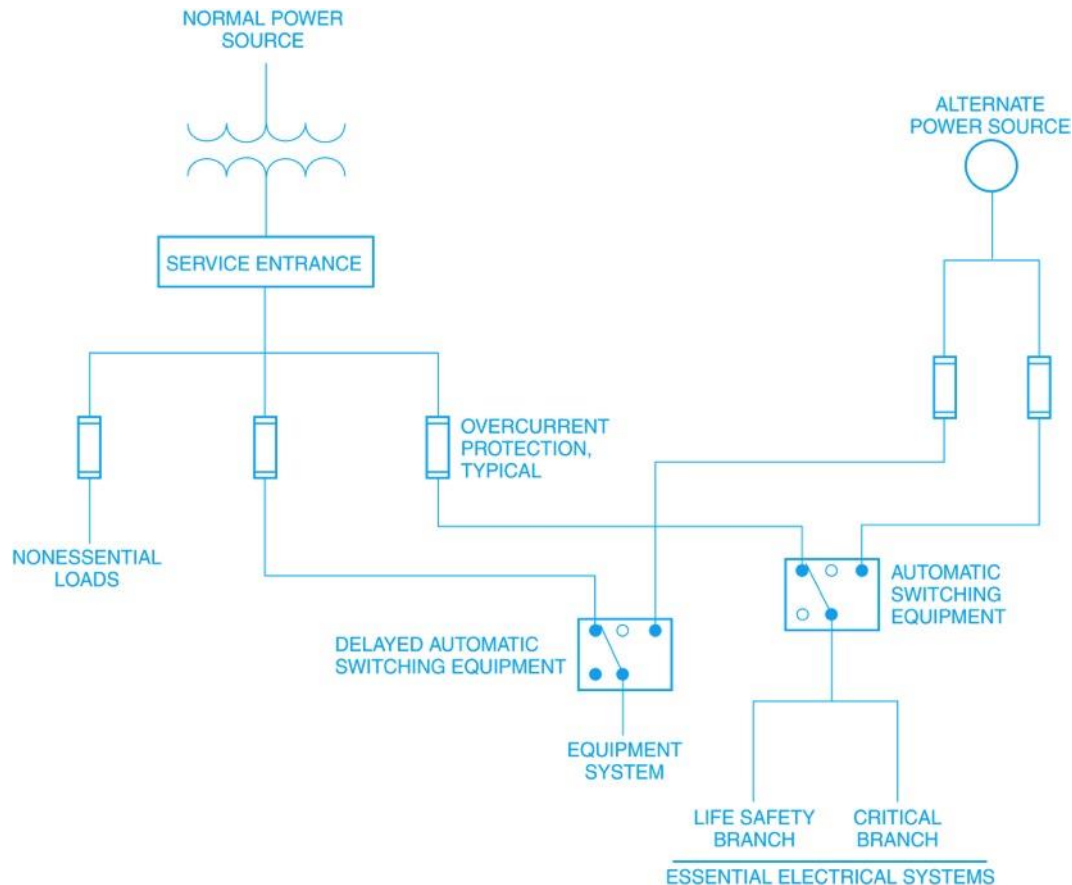 NORMAL POWER
SOURCE
ALTERNATE
POWER SOURCE
SERVICE ENTRANCE
OVERCURRENT
PROTECTION,
TYPICAL
NONESSENTIAL
LOADS
AUTOMATIC
SWITCHING
EQUIPMENT
DELAYED AUTOMATIC
SWITCHING EQUIPMENT
EQUIPMENT
SYSTEM
LIFE SAFETY
BRANCH
CRITICAL
BRANCH
ESSENTIAL ELECTRICAL SYSTEMS